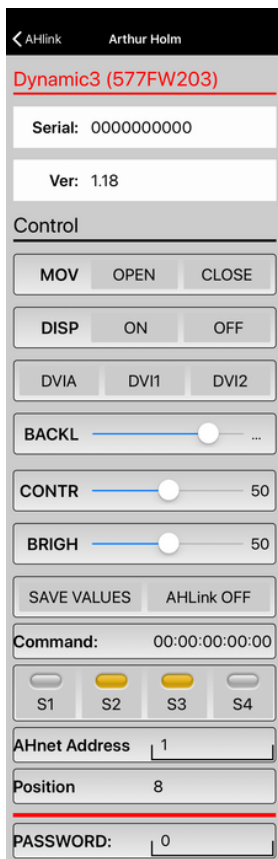 AHlink Arthur Holm
Dynamic3 (577FW203)
Serial: 0000000000
Ver: 1.18
Control
MOV OPEN CLOSE
DISP ON OFF
DVIA DVI1 DVI2
BACKL ...
CONTR 50
BRIGH 50
SAVE VALUES AHLink OFF
Command: 00:00:00:00:00
S1 S2 S3 S4
AHnet Address 1
Position 8
PASSWORD: 0